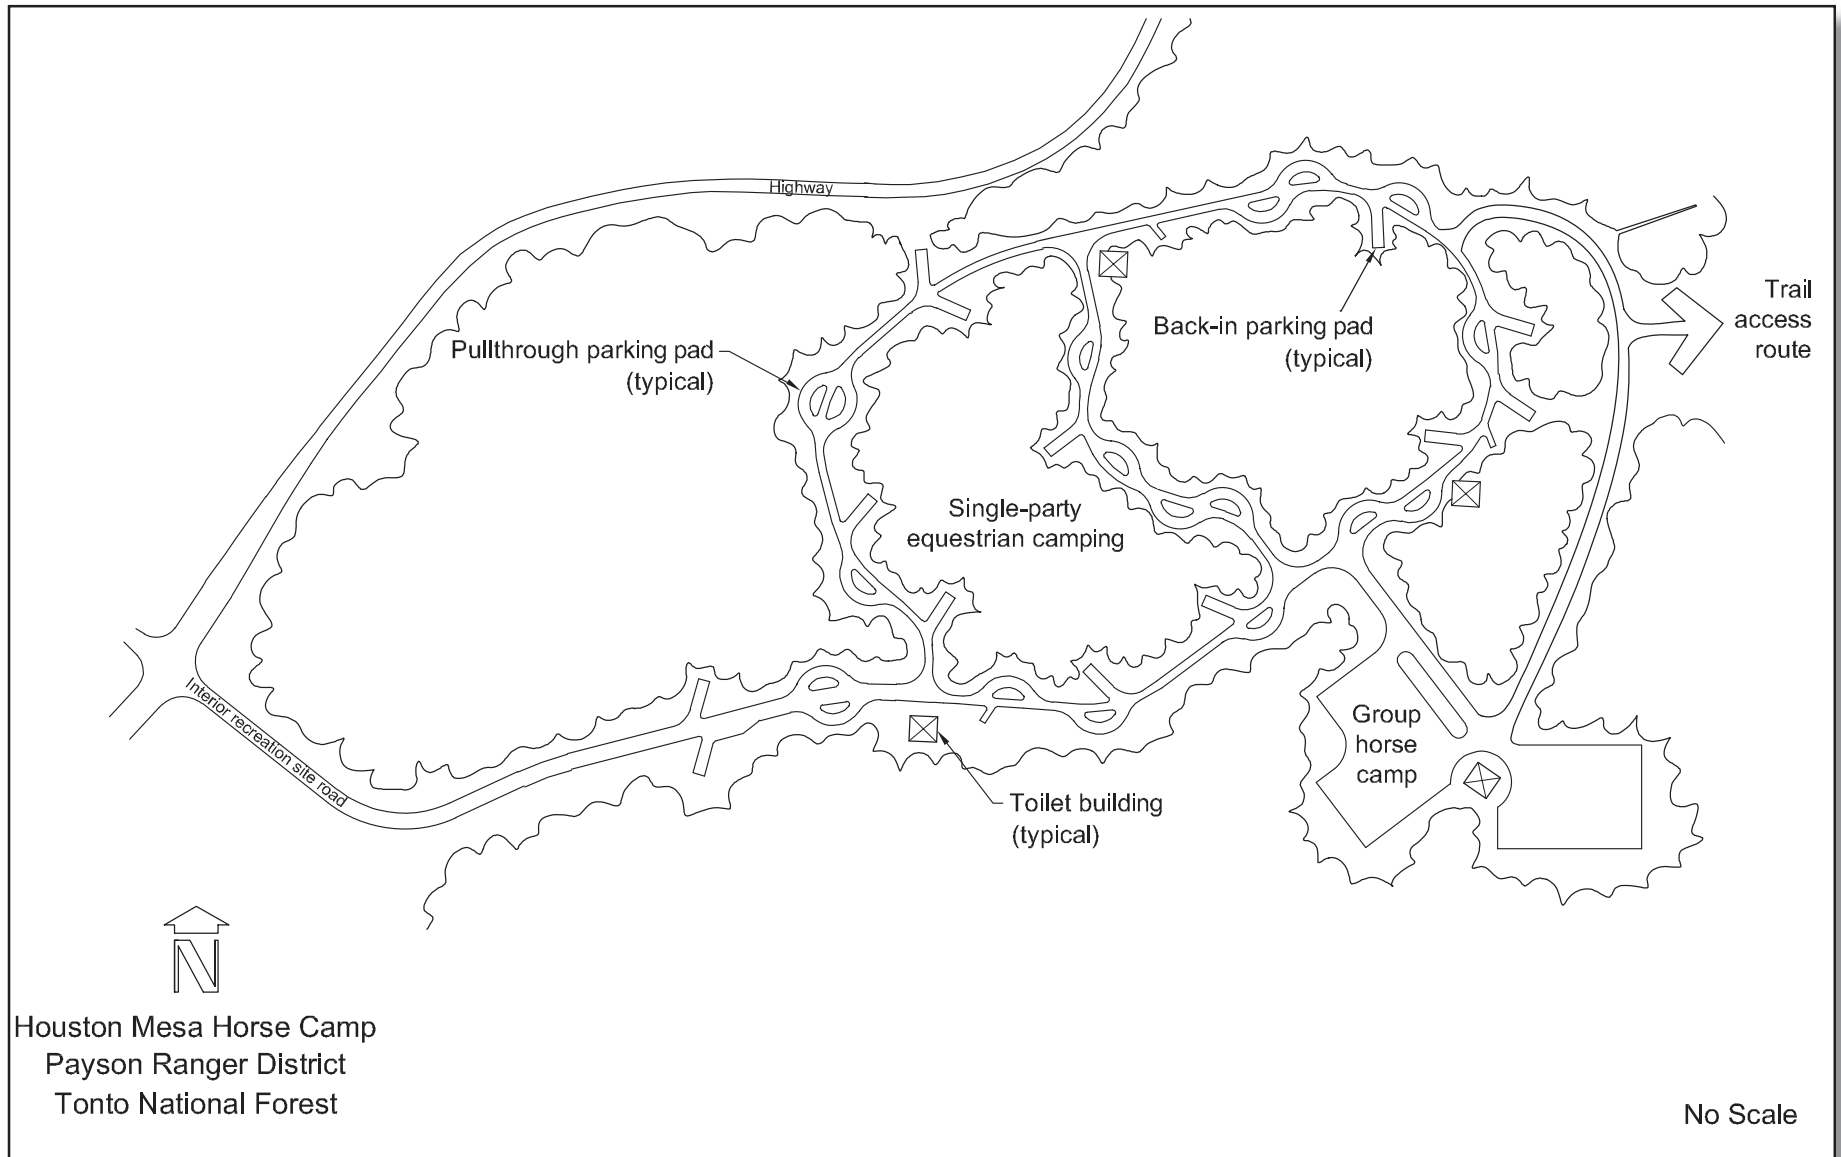 Highway
Trail
access
route
Back-in parking pad
(typical)
Pullthrough parking pad
(typical)
Single-party
equestrian camping
Interior recreation site road
Group
horse
camp
Toilet building
(typical)
N
Houston Mesa Horse Camp
Payson Ranger District
Tonto National Forest
No Scale